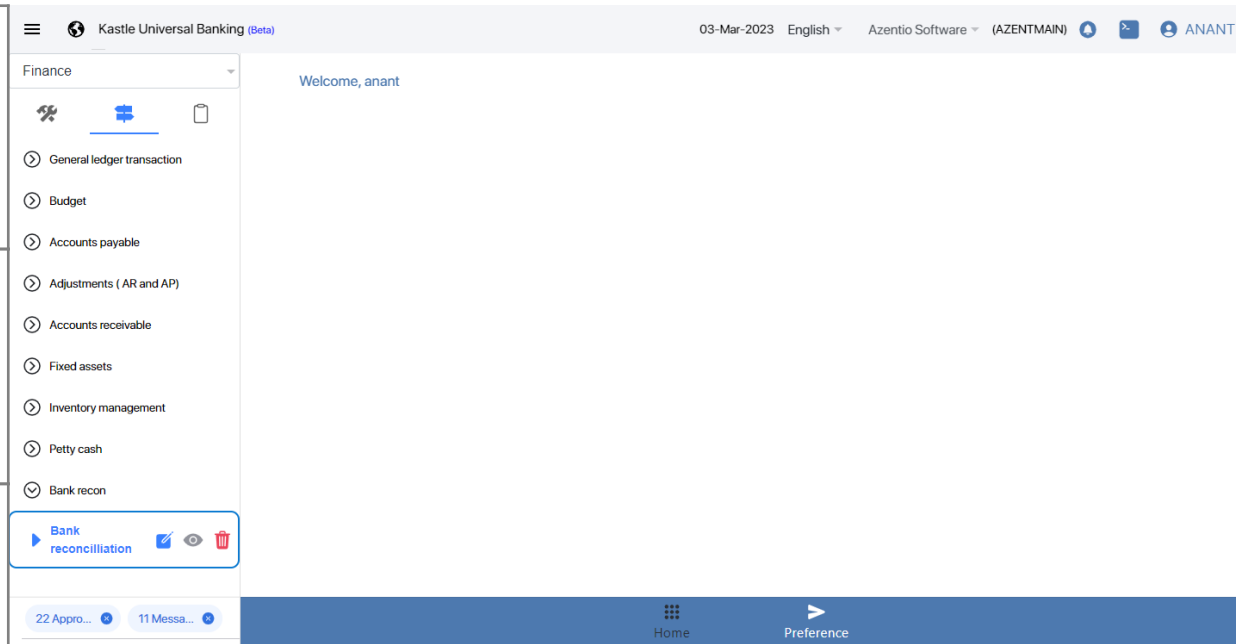 Kastle Universal Banking (Beta)
03-Mar-2023 English Azentio Software (AZENTMAIN) ANANT
Finance
Welcome, anant
General ledger transaction
Budget
Accounts payable
Adjustments ( AR and AP)
Accounts receivable
Fixed assets
Inventory management
Petty cash
Bank recon
Bank
reconcilliation
22 Appro... 11 Messa...
Home Preference